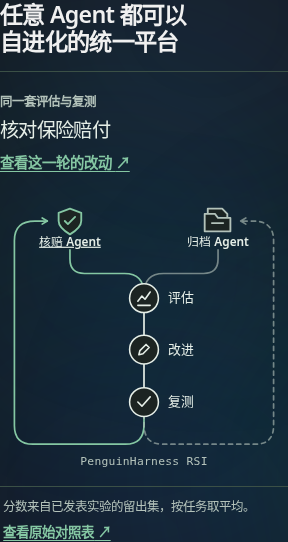 任意 Agent 都可以
自进化的统一平台
同一套评估与复测
核对保险赔付
查看这一轮的改动 ↗
核赔 Agent
归档 Agent
评估
改进
复测
PenguinHarness RSI
分数来自已发表实验的留出集，按任务取平均。
查看原始对照表 ↗